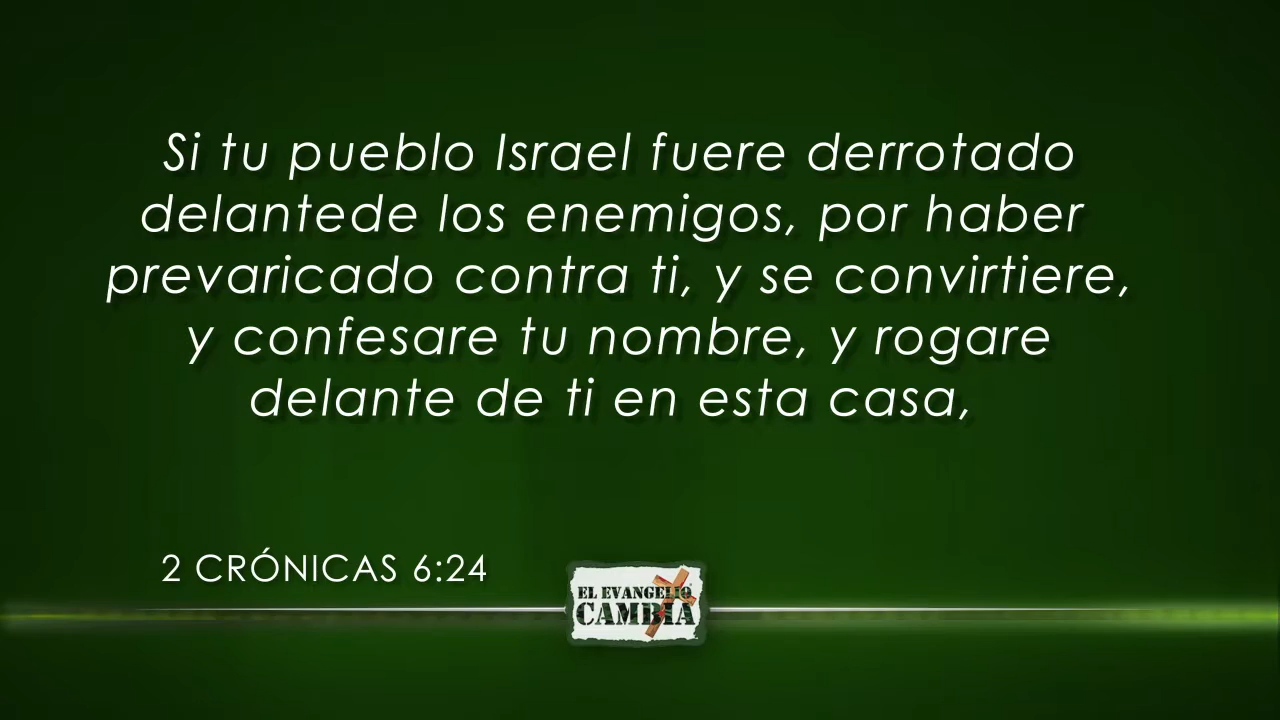 Si tu pueblo Israel fuere derrotado
delantede los enemigos, por haber
prevaricado contra ti, y se convirtiere,
y confesare tu nombre, y rogare
delante de ti en esta casa,
2 CRÓNICAS 6:24
EL EVANGELIO
CAMBIA